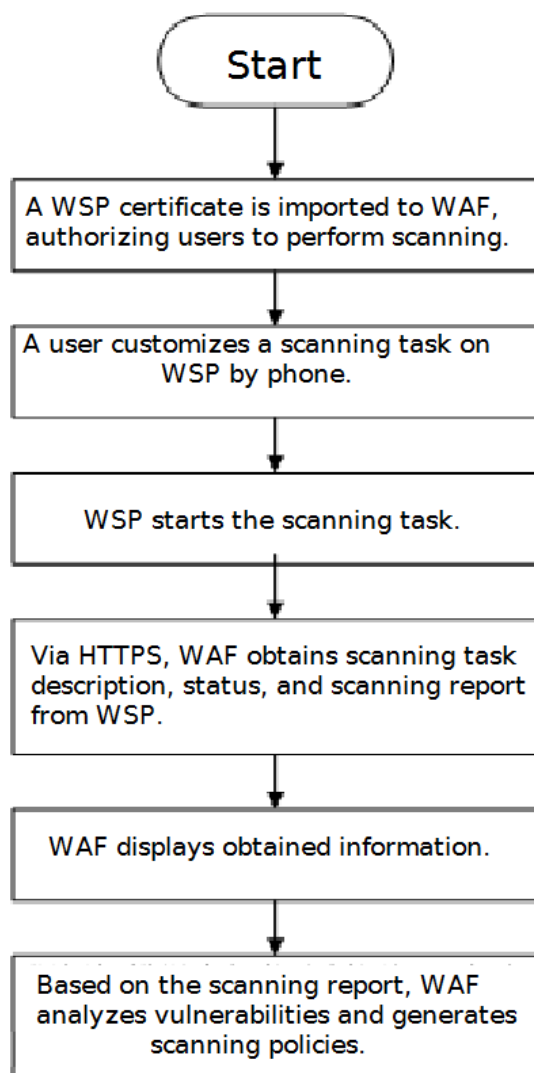 Start
A WSP certificate is imported to WAF,
authorizing users to perform scanning.
A user customizes a scanning task on
WSP by phone.
WSP starts the scanning task.
Via HTTPS, WAF obtains scanning task
description, status, and scanning report
from WSP.
WAF displays obtained information.
Based on the scanning report, WAF
analyzes vulnerabilities and generates
scanning policies.